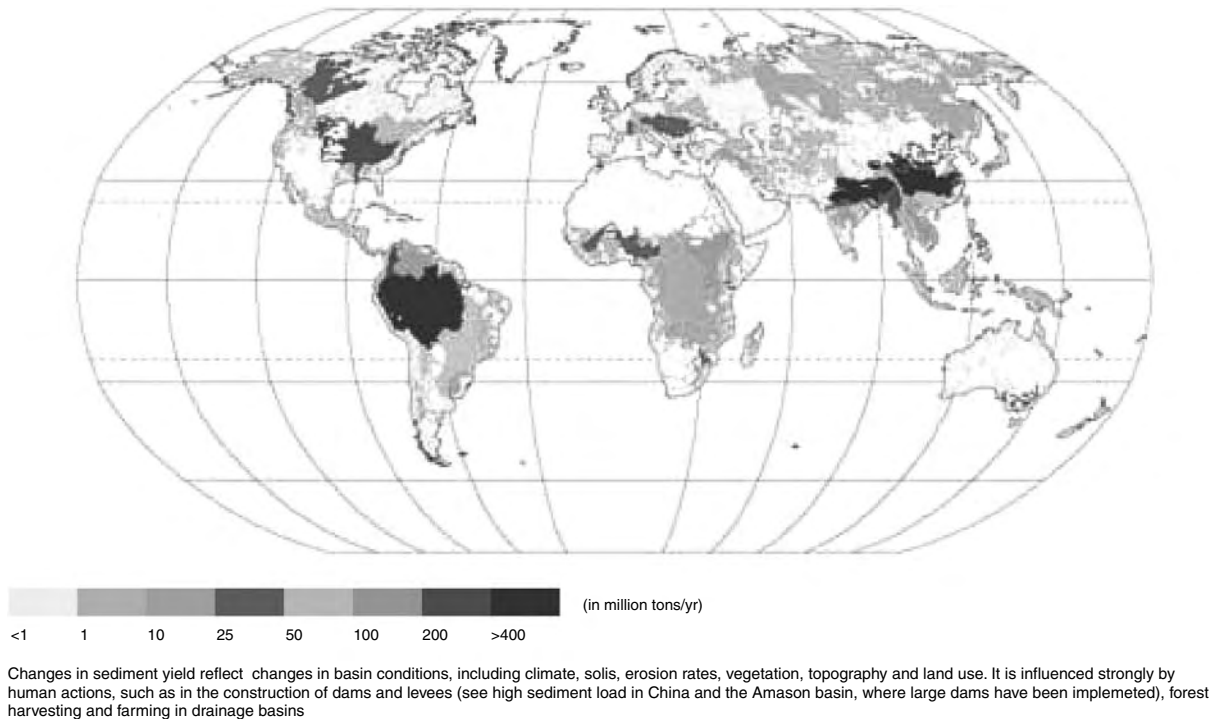 (in million tons/yr)
<1 1 10 25 50 100 200 >400
Changes in sediment yield reflect changes in basin conditions, including climate, solis, erosion rates, vegetation, topography and land use. It is influenced strongly by
human actions, such as in the construction of dams and levees (see high sediment load in China and the Amason basin, where large dams have been implemeted), forest
harvesting and farming in drainage basins